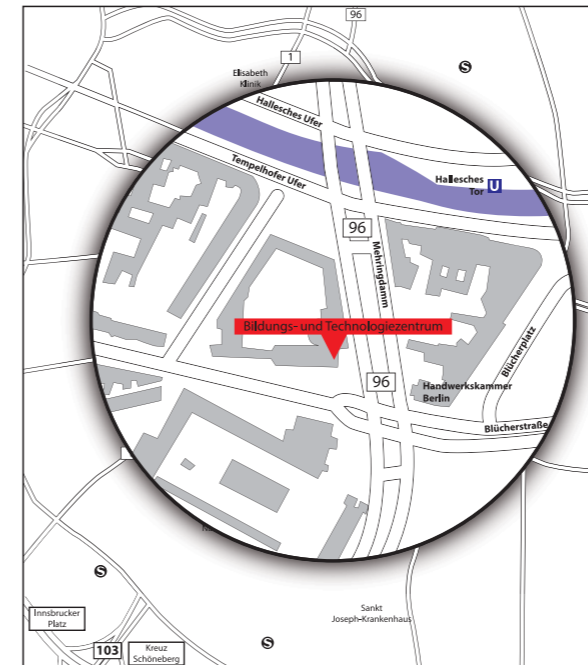 96
1
S
Elisabeth
Klinik
Hallesches Ufer
Tempelhofer Ufer
Hallesches
Tor
U
96
Mehringdamm
Bildungs- und Technologiezentrum
Blücherplatz
96
Handwerkskammer
Berlin
Blücherstraße
S
Sankt
Joseph-Krankenhaus
Innsbrucker
Platz
103
Kreuz
Schöneberg
S